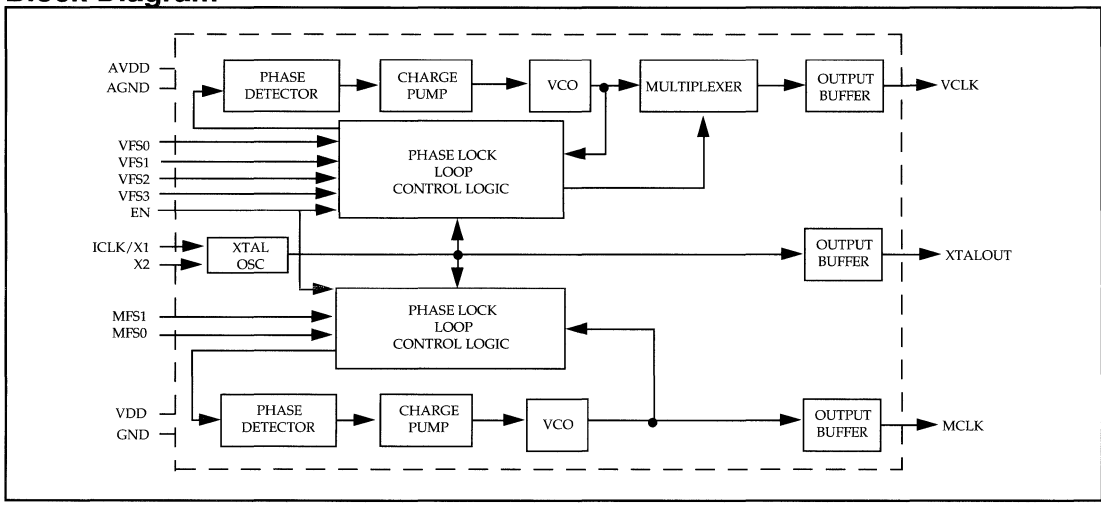 Block Diagram
AVDD
AGND
PHASE
DETECTOR
CHARGE
PUMP
VCO
MULTIPLEXER
OUTPUT
BUFFER
VCLK
VFS0
VFS1
VFS2
VFS3
EN
PHASE LOCK
LOOP
CONTROL LOGIC
ICLK/X1
X2
XTAL
OSC
OUTPUT
BUFFER
XTALOUT
MFS1
MFS0
PHASE LOCK
LOOP
CONTROL LOGIC
VDD
GND
PHASE
DETECTOR
CHARGE
PUMP
VCO
OUTPUT
BUFFER
MCLK